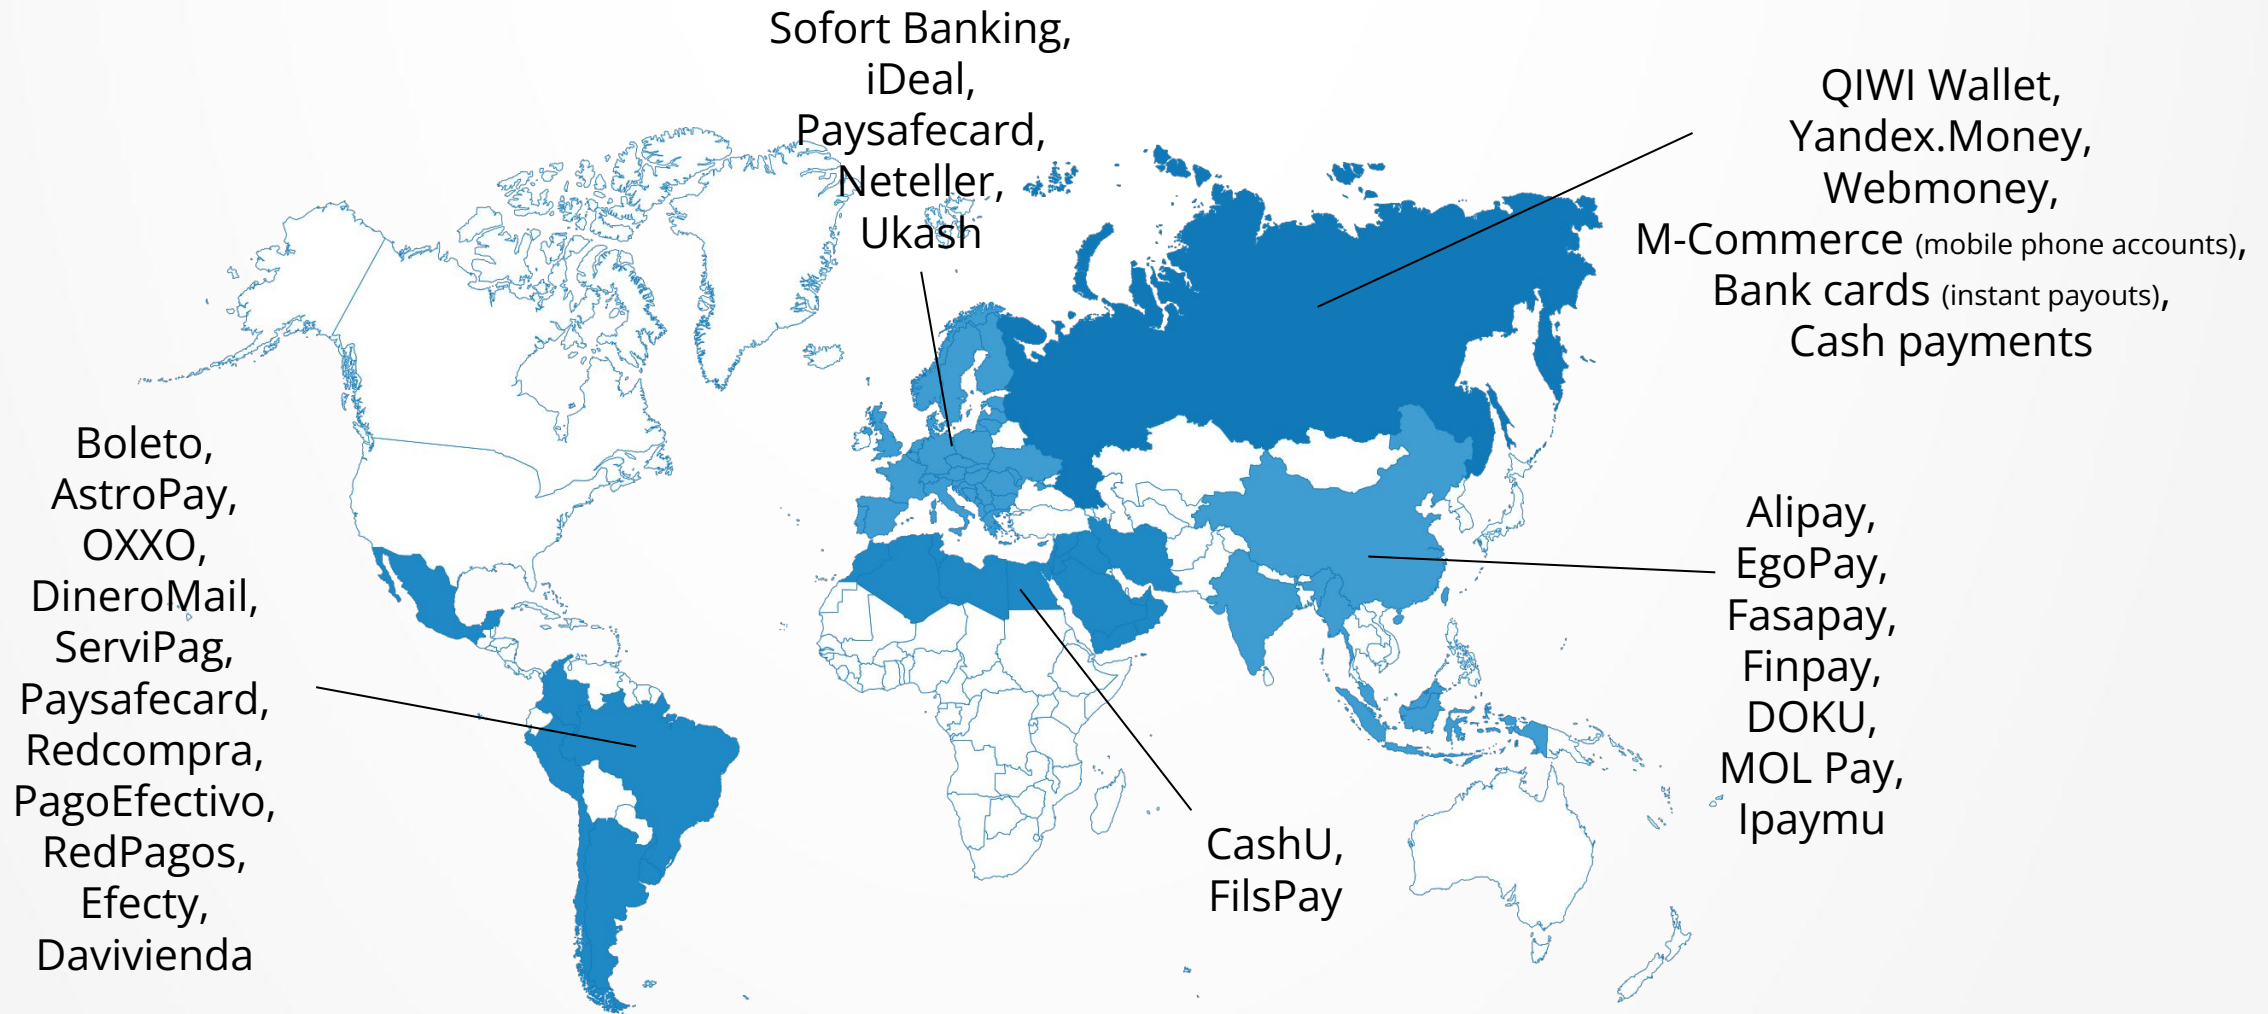 Sofort Banking,
iDeal,
Paysafecard,
Neteller,
Ukash
QIWI Wallet,
Yandex.Money,
Webmoney,
M-Commerce (mobile phone accounts),
Bank cards (instant payouts),
Cash payments
Boleto,
AstroPay,
OXXO,
DineroMail,
ServiPag,
Paysafecard,
Redcompra,
PagoEfectivo,
RedPagos,
Efecty,
Davivienda
Alipay,
EgoPay,
Fasapay,
Finpay,
DOKU,
MOL Pay,
Ipaymu
CashU,
FilsPay